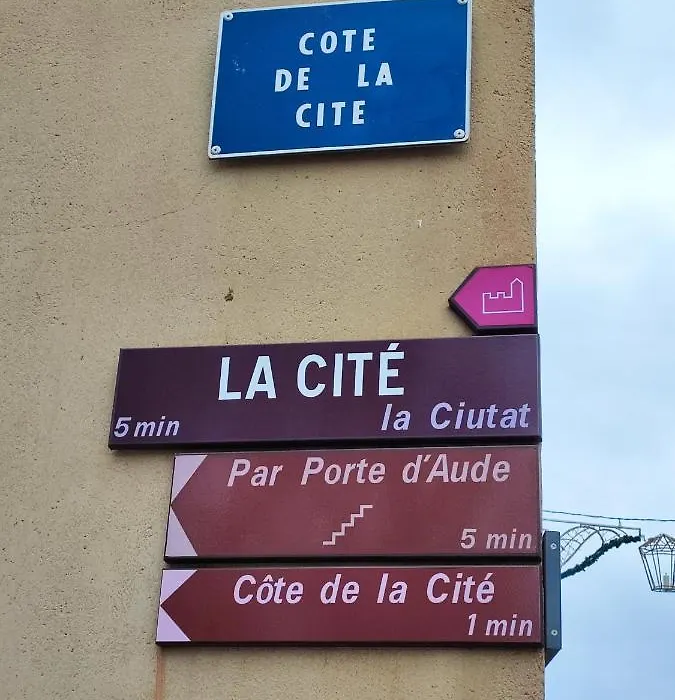 COTE
DE LA
CITE
LA CITÉ
5 min la Ciutat
Par Porte d'Aude
5 min
Côte de la Cité
1 min